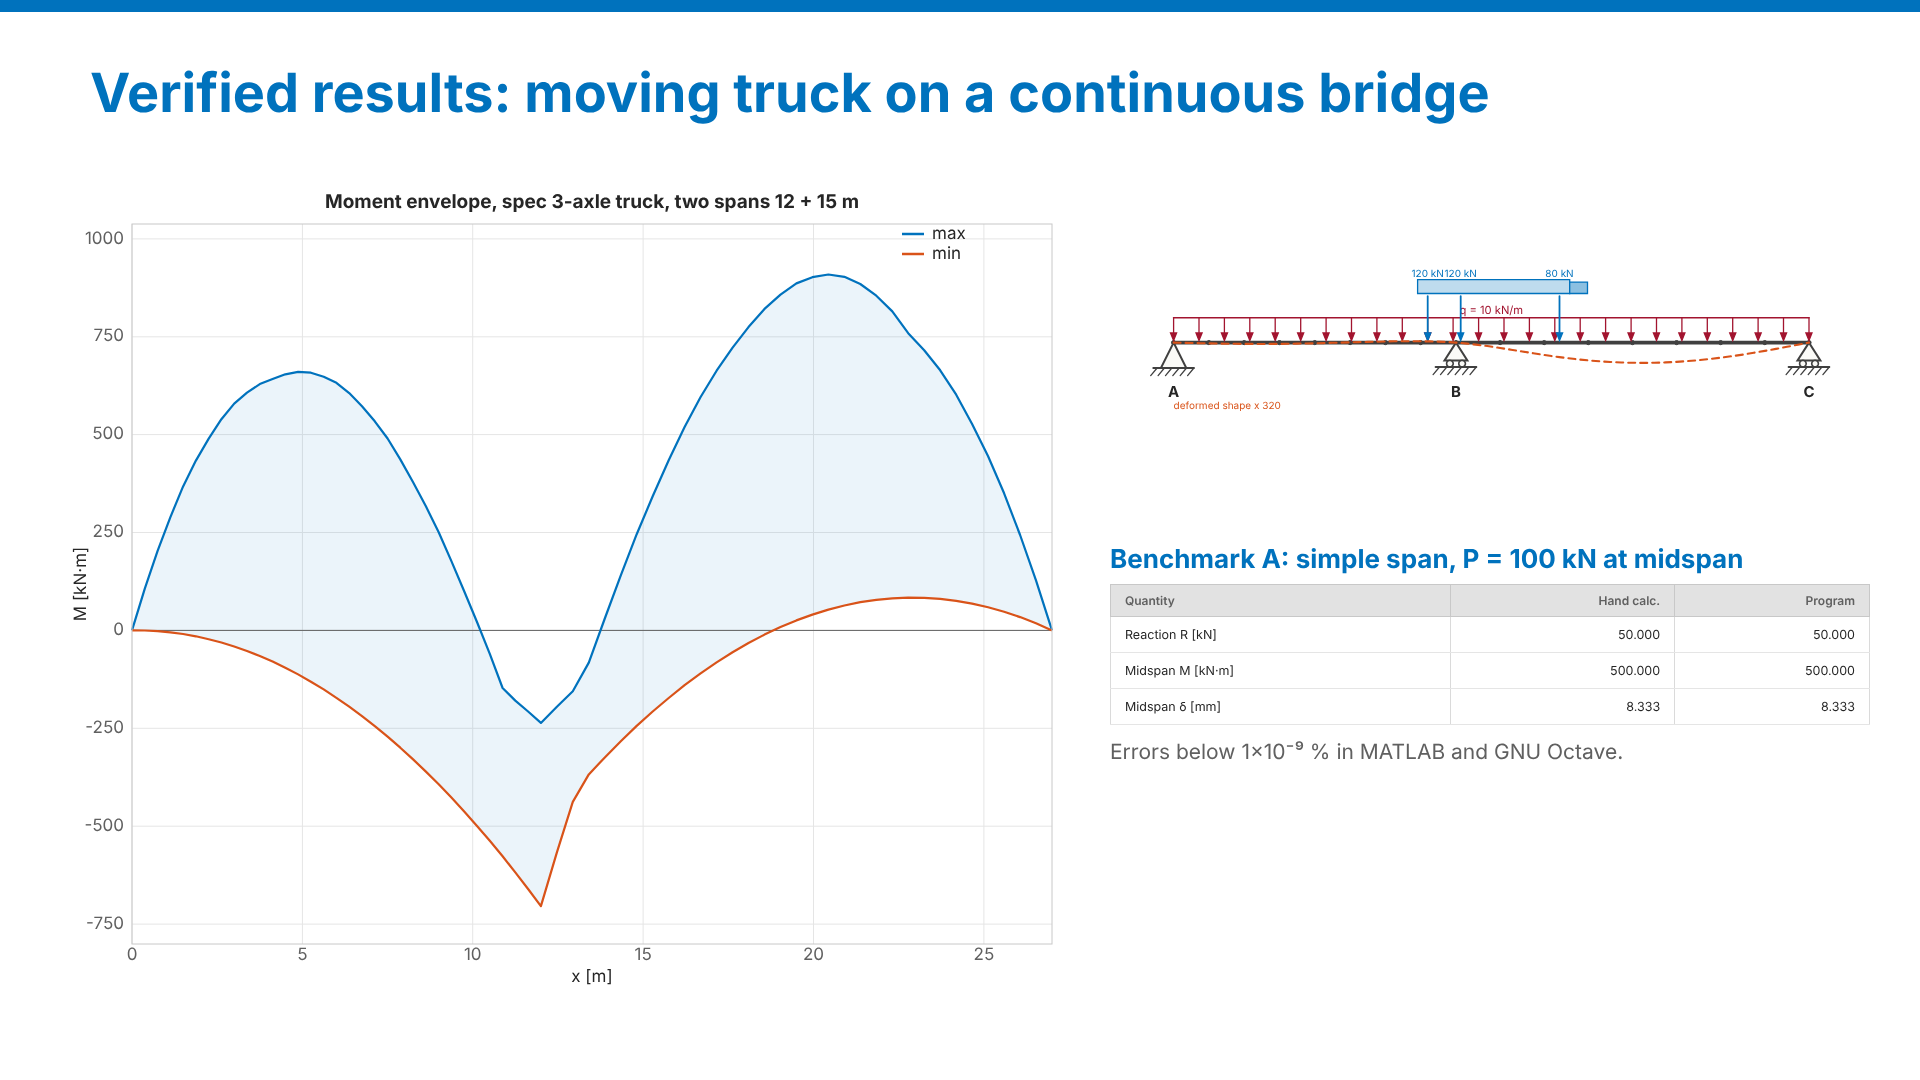 Verified results: moving truck on a continuous bridge
Moment envelope, spec 3-axle truck, two spans 12 + 15 m
max
min
1000
750
500
250
0
-250
-500
-750
M [kN·m]
0 5 10 15 20 25
x [m]
120 kN 120 kN 80 kN
q = 10 kN/m
A B C
deformed shape x 320
Benchmark A: simple span, P = 100 kN at midspan
Quantity Hand calc. Program
Reaction R [kN] 50.000 50.000
Midspan M [kN·m] 500.000 500.000
Midspan δ [mm] 8.333 8.333
Errors below 1×10⁻⁹ % in MATLAB and GNU Octave.